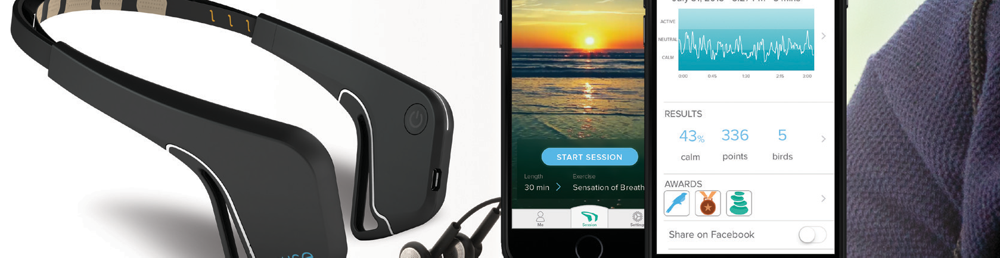 ACTIVE
NEUTRAL
CALM
0:00 0:45 1:30 2:15 3:00
RESULTS
43% 336 5
calm points birds
AWARDS
Share on Facebook
START SESSION
Length Exercise
30 min Sensation of Breath
Me Session Setting